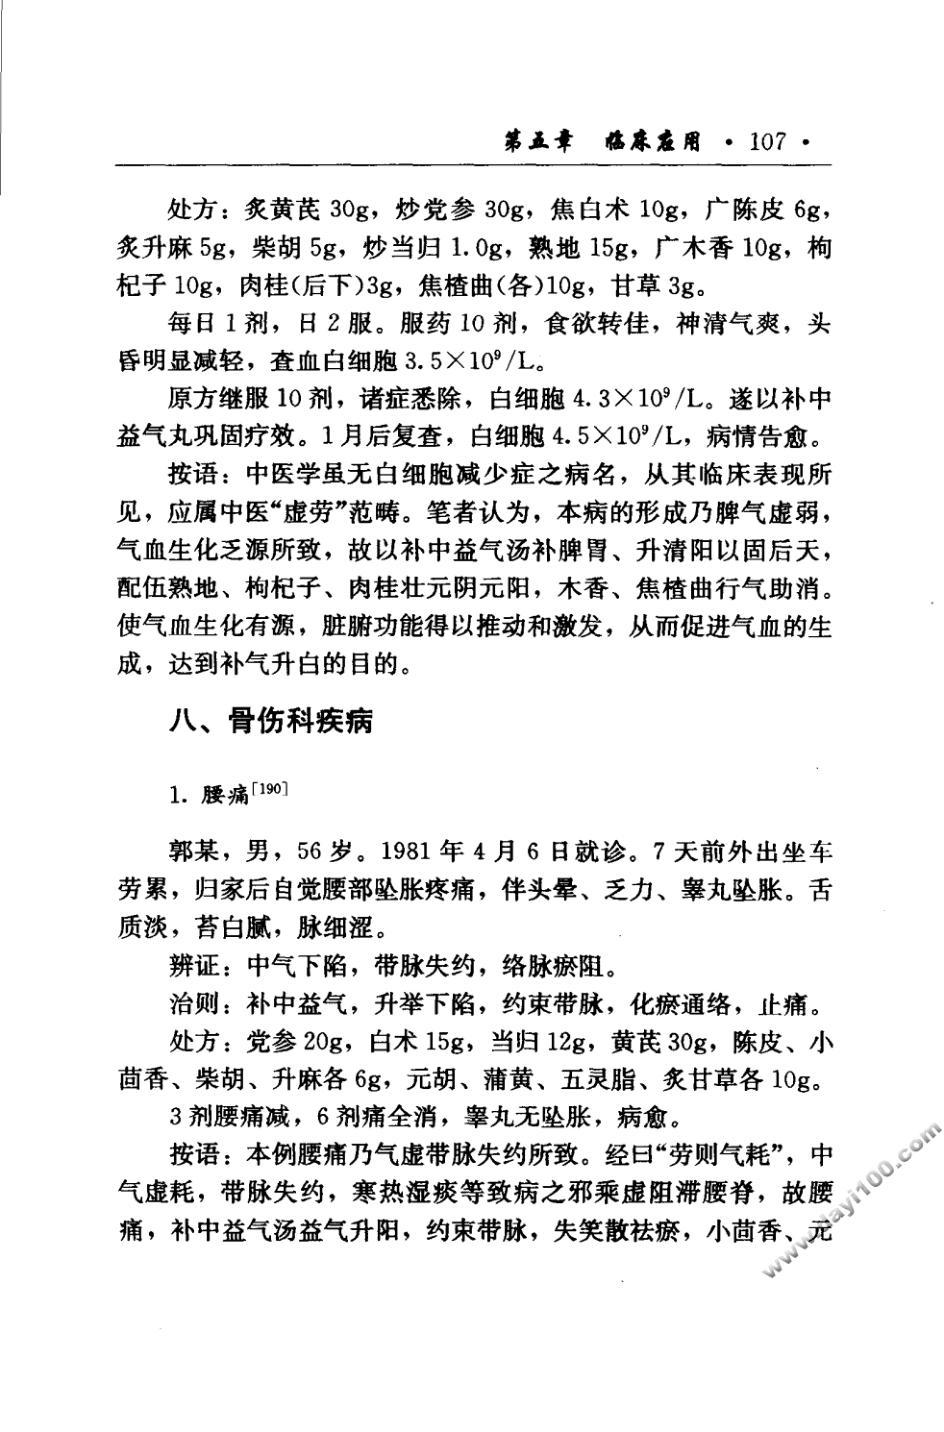 第五章 临床应用 · 107 ·
处方：炙黄芪 30g，炒党参 30g，焦白术 10g，广陈皮 6g，
炙升麻 5g，柴胡 5g，炒当归 1.0g，熟地 15g，广木香 10g，枸
杞子 10g，肉桂(后下)3g，焦楂曲(各)10g，甘草 3g。
每日 1 剂，日 2 服。服药 10 剂，食欲转佳，神清气爽，头
昏明显减轻，查血白细胞 3.5×10⁹/L。
原方继服 10 剂，诸症悉除，白细胞 4.3×10⁹/L。遂以补中
益气丸巩固疗效。1 月后复查，白细胞 4.5×10⁹/L，病情告愈。
按语：中医学虽无白细胞减少症之病名，从其临床表现所
见，应属中医“虚劳”范畴。笔者认为，本病的形成乃脾气虚弱，
气血生化乏源所致，故以补中益气汤补脾胃、升清阳以固后天，
配伍熟地、枸杞子、肉桂壮元阴元阳，木香、焦楂曲行气助消。
使气血生化有源，脏腑功能得以推动和激发，从而促进气血的生
成，达到补气升白的目的。
八、骨伤科疾病
1. 腰痛[190]
郭某，男，56 岁。1981 年 4 月 6 日就诊。7 天前外出坐车
劳累，归家后自觉腰部坠胀疼痛，伴头晕、乏力、睾丸坠胀。舌
质淡，苔白腻，脉细涩。
辨证：中气下陷，带脉失约，络脉瘀阻。
治则：补中益气，升举下陷，约束带脉，化瘀通络，止痛。
处方：党参 20g，白术 15g，当归 12g，黄芪 30g，陈皮、小
茴香、柴胡、升麻各 6g，元胡、蒲黄、五灵脂、炙甘草各 10g。
3 剂腰痛减，6 剂痛全消，睾丸无坠胀，病愈。
按语：本例腰痛乃气虚带脉失约所致。经曰“劳则气耗”，中
气虚耗，带脉失约，寒热湿痰等致病之邪乘虚阻滞腰脊，故腰
痛，补中益气汤益气升阳，约束带脉，失笑散祛瘀，小茴香、元
www.dayi100.com